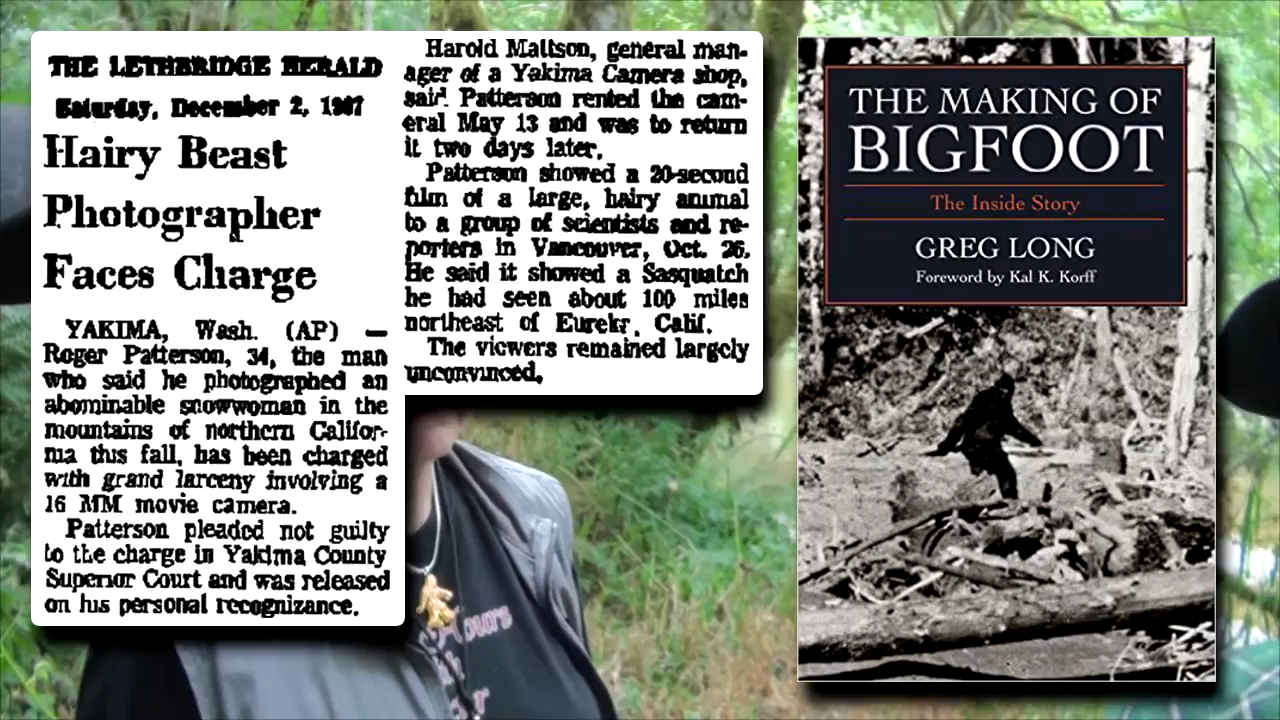 THE LETHBRIDGE HERALD
Saturday, December 2, 1967
Hairy Beast
Photographer
Faces Charge
YAKIMA, Wash. (AP) —
Roger Patterson, 34, the man
who said he photographed an
abominable snowwoman in the
mountains of northern Califor-
nia this fall, has been charged
with grand larceny involving a
16 MM movie camera.
Patterson pleaded not guilty
to the charge in Yakima County
Superior Court and was released
on his personal recognizance.
Harold Mattson, general man-
ager of a Yakima Camera shop,
said Patterson rented the cam-
eral May 13 and was to return
it two days later.
Patterson showed a 20-second
film of a large, hairy animal
to a group of scientists and re-
porters in Vancouver, Oct. 26.
He said it showed a Sasquatch
he had seen about 100 miles
northeast of Eureka, Calif.
The viewers remained largely
unconvinced.
THE MAKING OF
BIGFOOT
The Inside Story
GREG LONG
Foreword by Kal K. Korff